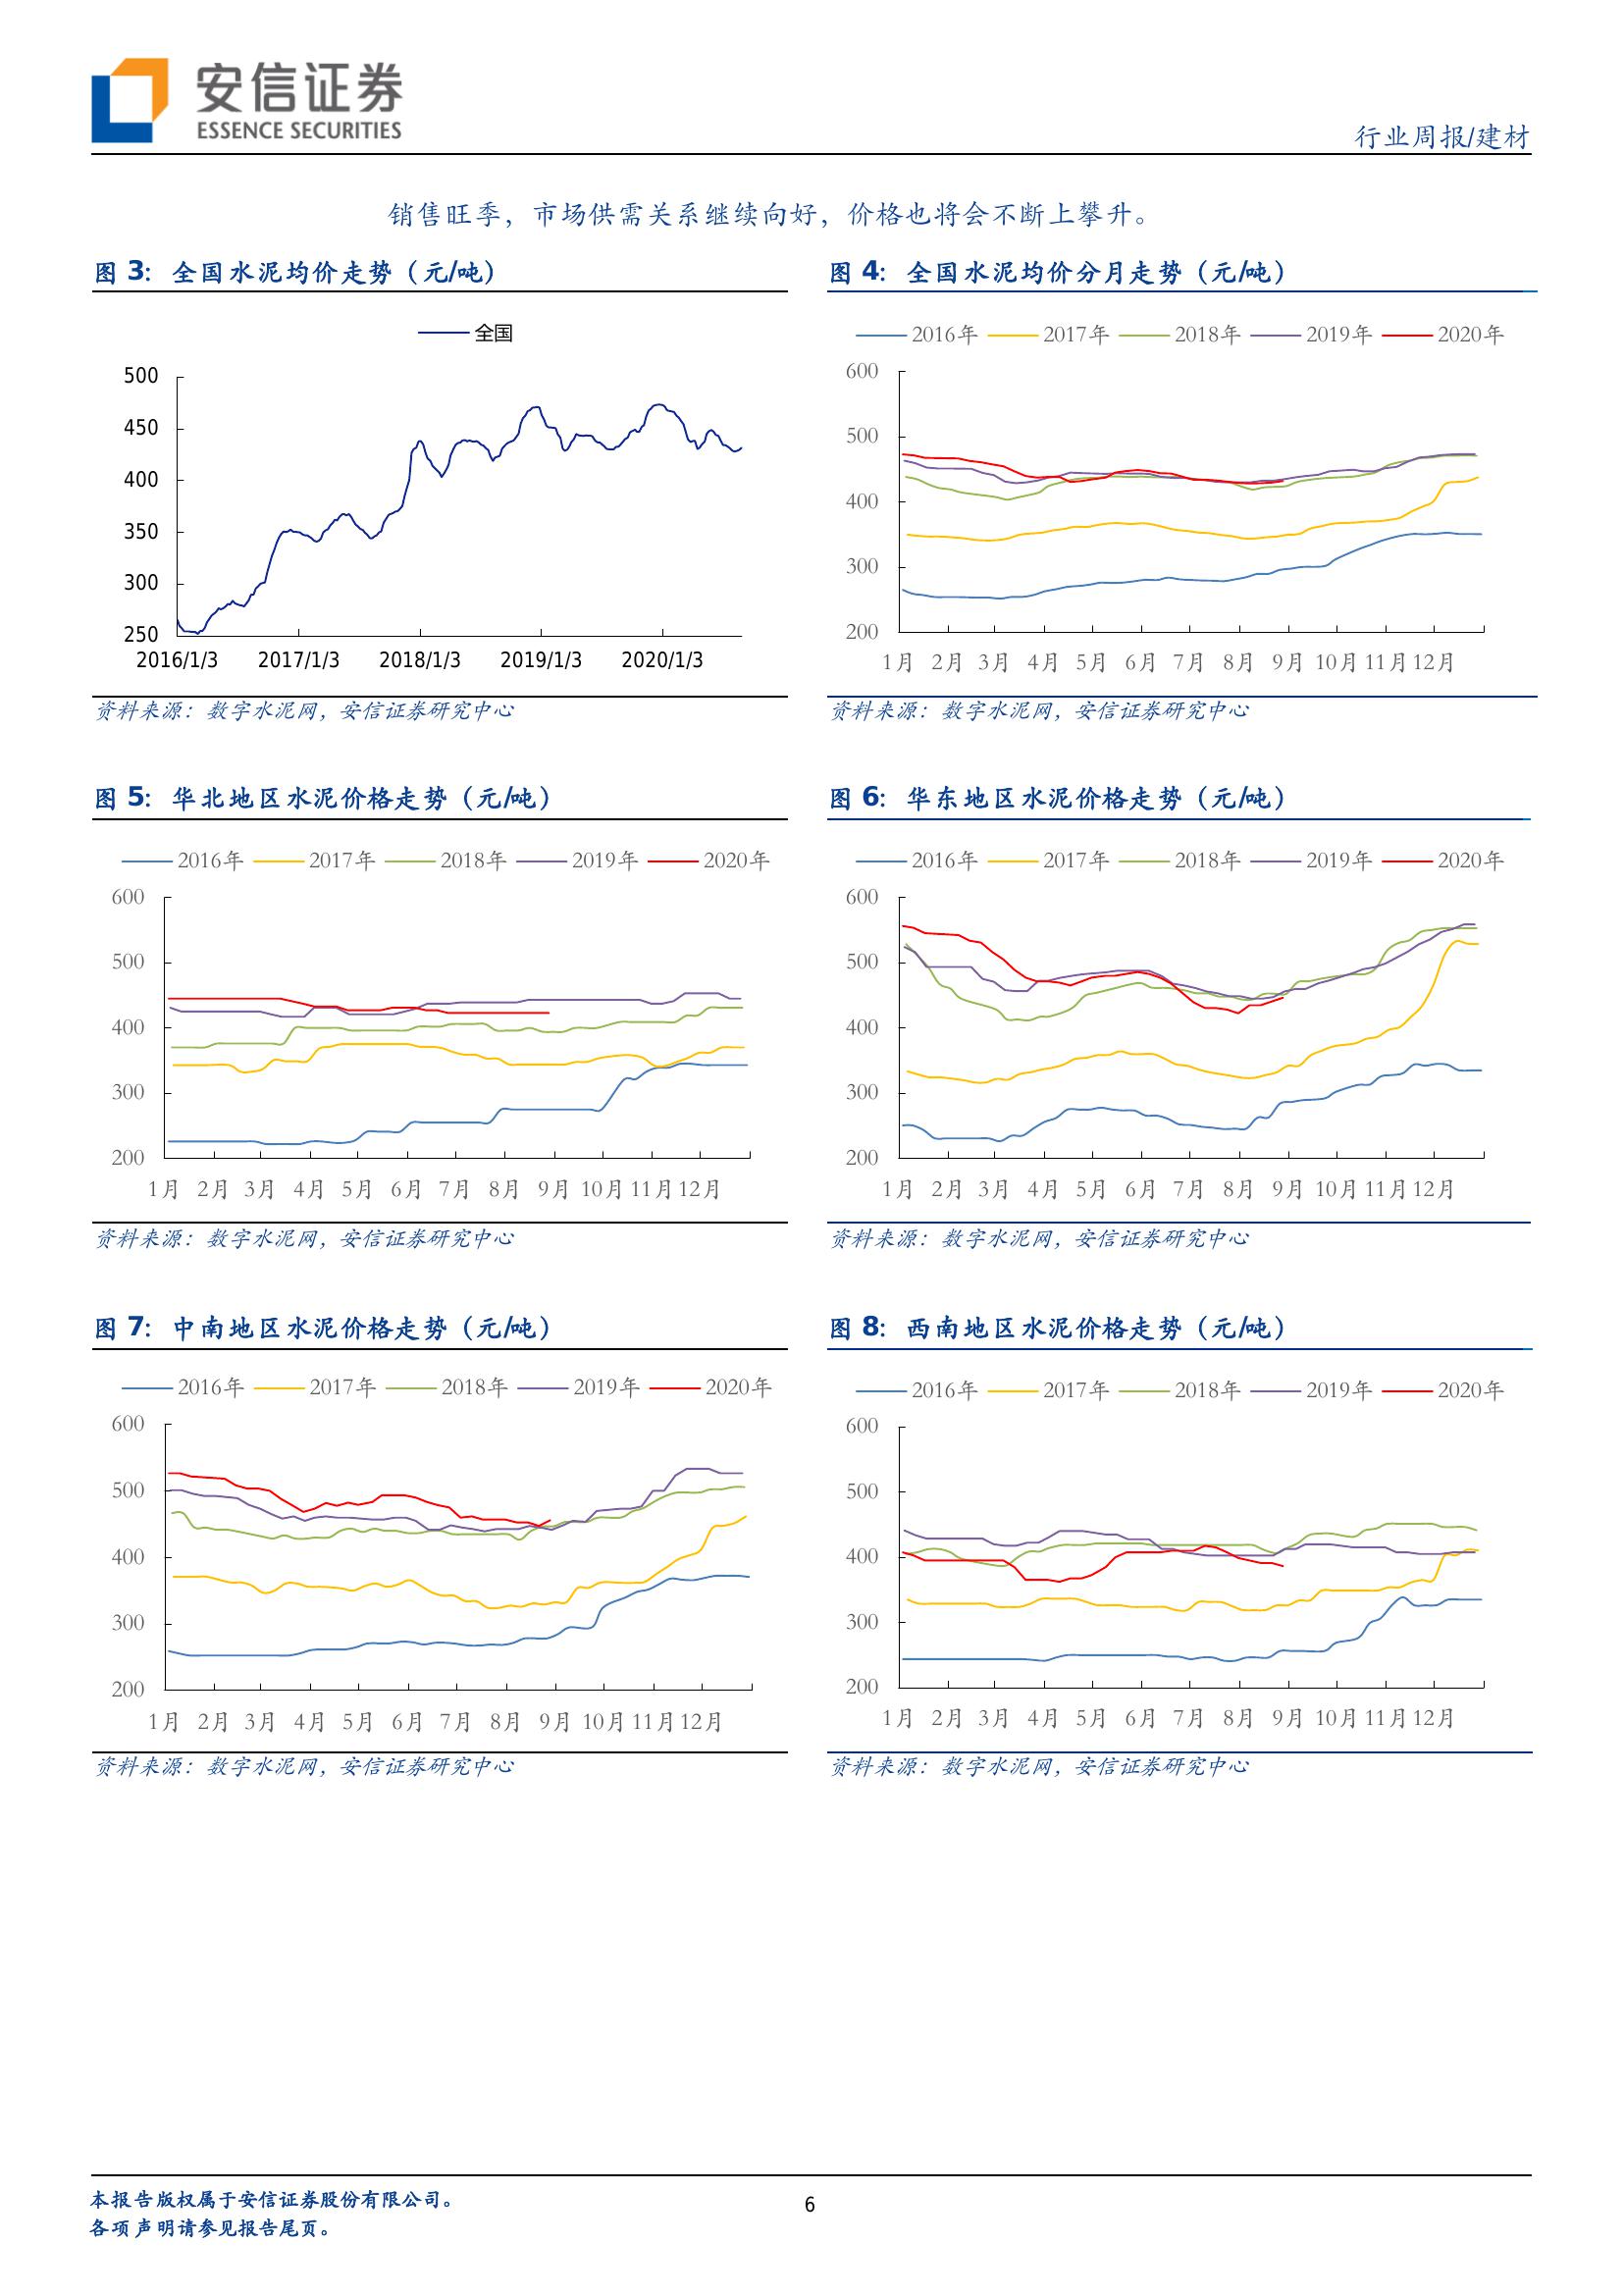 安信证券
ESSENCE SECURITIES
行业周报/建材
销售旺季，市场供需关系继续向好，价格也将会不断上攀升。
图 3：全国水泥均价走势（元/吨）
全国
500
450
400
350
300
250
2016/1/3 2017/1/3 2018/1/3 2019/1/3 2020/1/3
资料来源：数字水泥网，安信证券研究中心
图 4：全国水泥均价分月走势（元/吨）
2016年 2017年 2018年 2019年 2020年
600
500
400
300
200
1月 2月 3月 4月 5月 6月 7月 8月 9月 10月 11月 12月
资料来源：数字水泥网，安信证券研究中心
图 5：华北地区水泥价格走势（元/吨）
2016年 2017年 2018年 2019年 2020年
600
500
400
300
200
1月 2月 3月 4月 5月 6月 7月 8月 9月 10月 11月 12月
资料来源：数字水泥网，安信证券研究中心
图 6：华东地区水泥价格走势（元/吨）
2016年 2017年 2018年 2019年 2020年
600
500
400
300
200
1月 2月 3月 4月 5月 6月 7月 8月 9月 10月 11月 12月
资料来源：数字水泥网，安信证券研究中心
图 7：中南地区水泥价格走势（元/吨）
2016年 2017年 2018年 2019年 2020年
600
500
400
300
200
1月 2月 3月 4月 5月 6月 7月 8月 9月 10月 11月 12月
资料来源：数字水泥网，安信证券研究中心
图 8：西南地区水泥价格走势（元/吨）
2016年 2017年 2018年 2019年 2020年
600
500
400
300
200
1月 2月 3月 4月 5月 6月 7月 8月 9月 10月 11月 12月
资料来源：数字水泥网，安信证券研究中心
本报告版权属于安信证券股份有限公司。
各项声明请参见报告尾页。
6